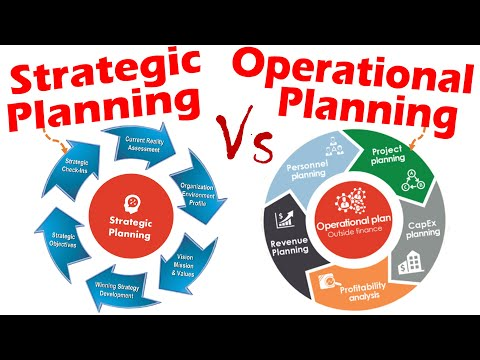 Strategic
Planning
Vs
Operational
Planning
Current Reality
Assessment
Organization
Environment
Profile
Vision
Mission
& Values
Winning Strategy
Development
Strategic
Objectives
Strategic
Check-Ins
Strategic
Planning
Personnel
planning
Project
planning
A
B
C
CapEx
planning
$
Profitability
analysis
Revenue
Planning
$
Operational plan
Outside finance